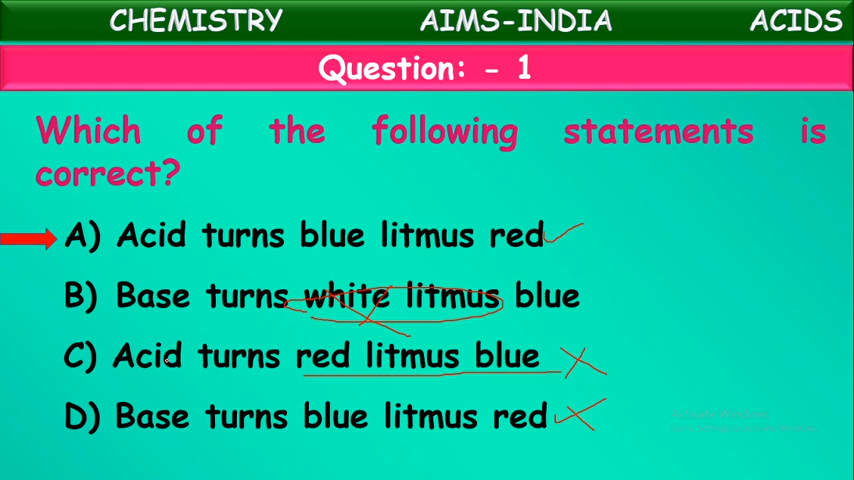 CHEMISTRY AIMS-INDIA ACIDS
Question: - 1
Which of the following statements is
correct?
A) Acid turns blue litmus red
B) Base turns white litmus blue
C) Acid turns red litmus blue
D) Base turns blue litmus red